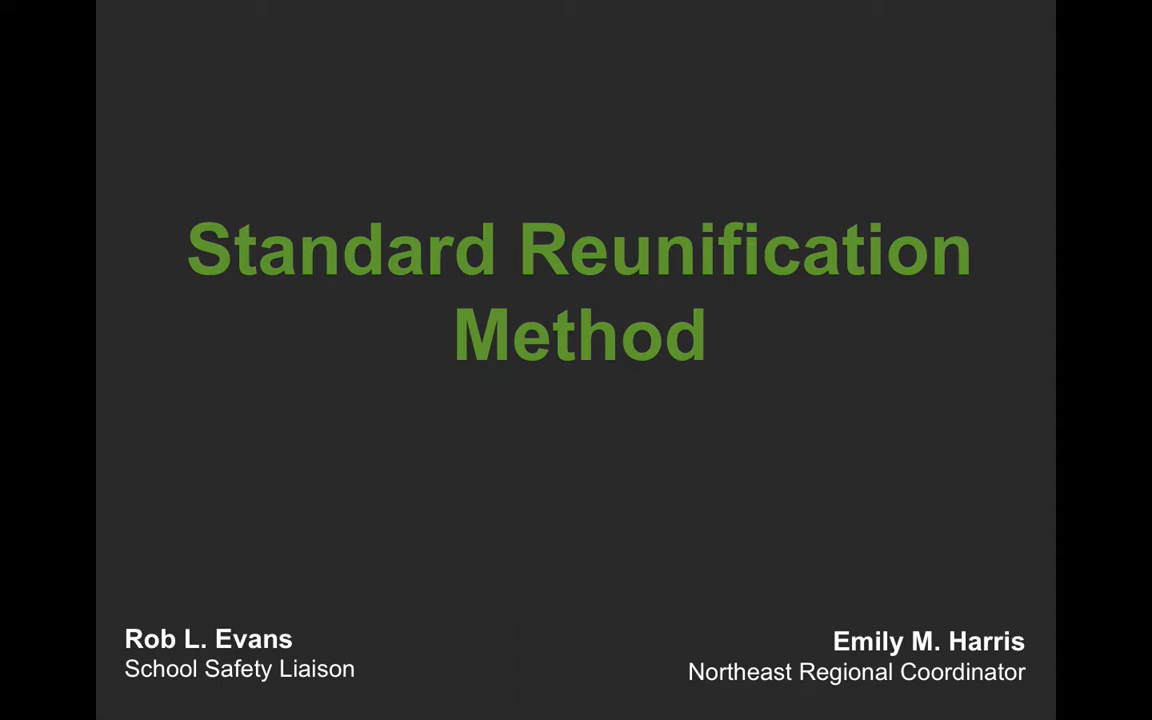 Standard Reunification
Method
Rob L. Evans
School Safety Liaison
Emily M. Harris
Northeast Regional Coordinator